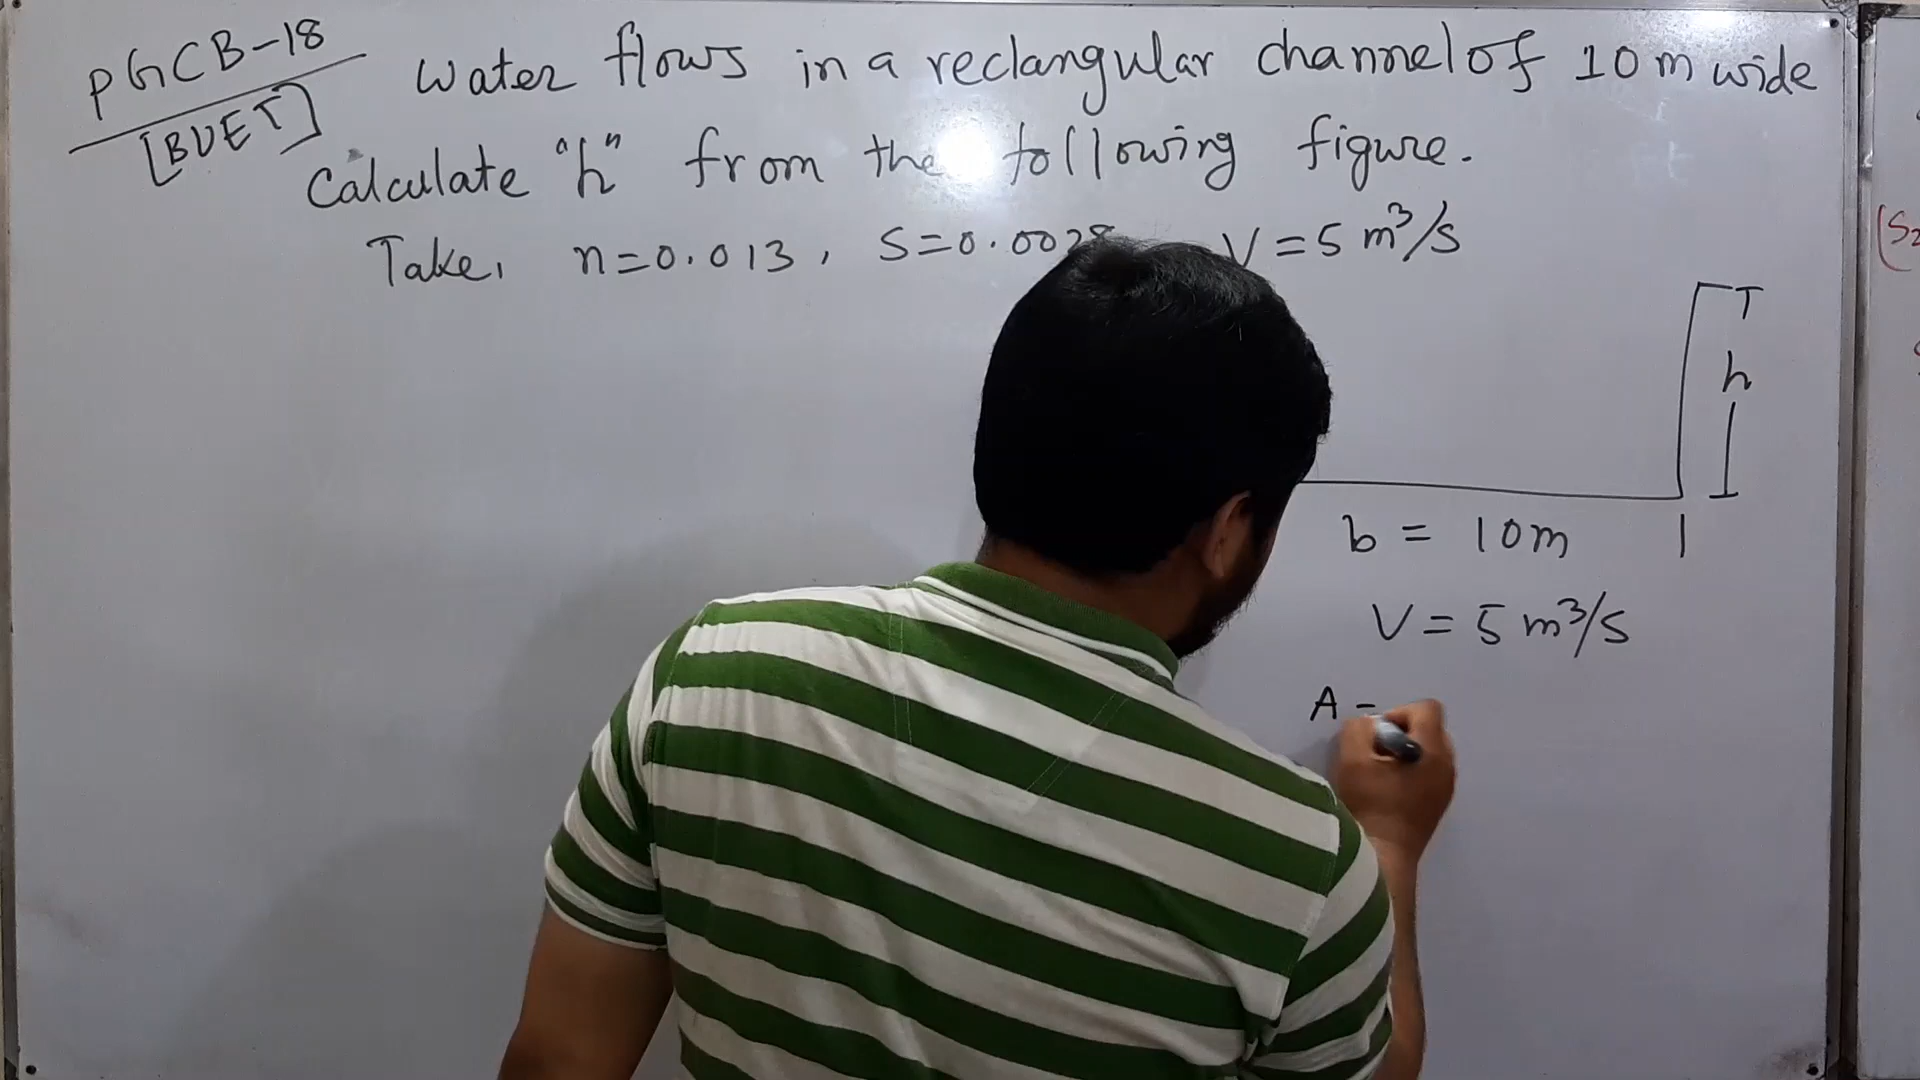 PGCB-18
[BUET]
water flows in a reclangular channel of 10 m wide
Calculate "h" from the following figure.
Take, n=0.013, S=0.0028 V=5 m³/s
T
h
b = 10m
V = 5 m³/s
A =